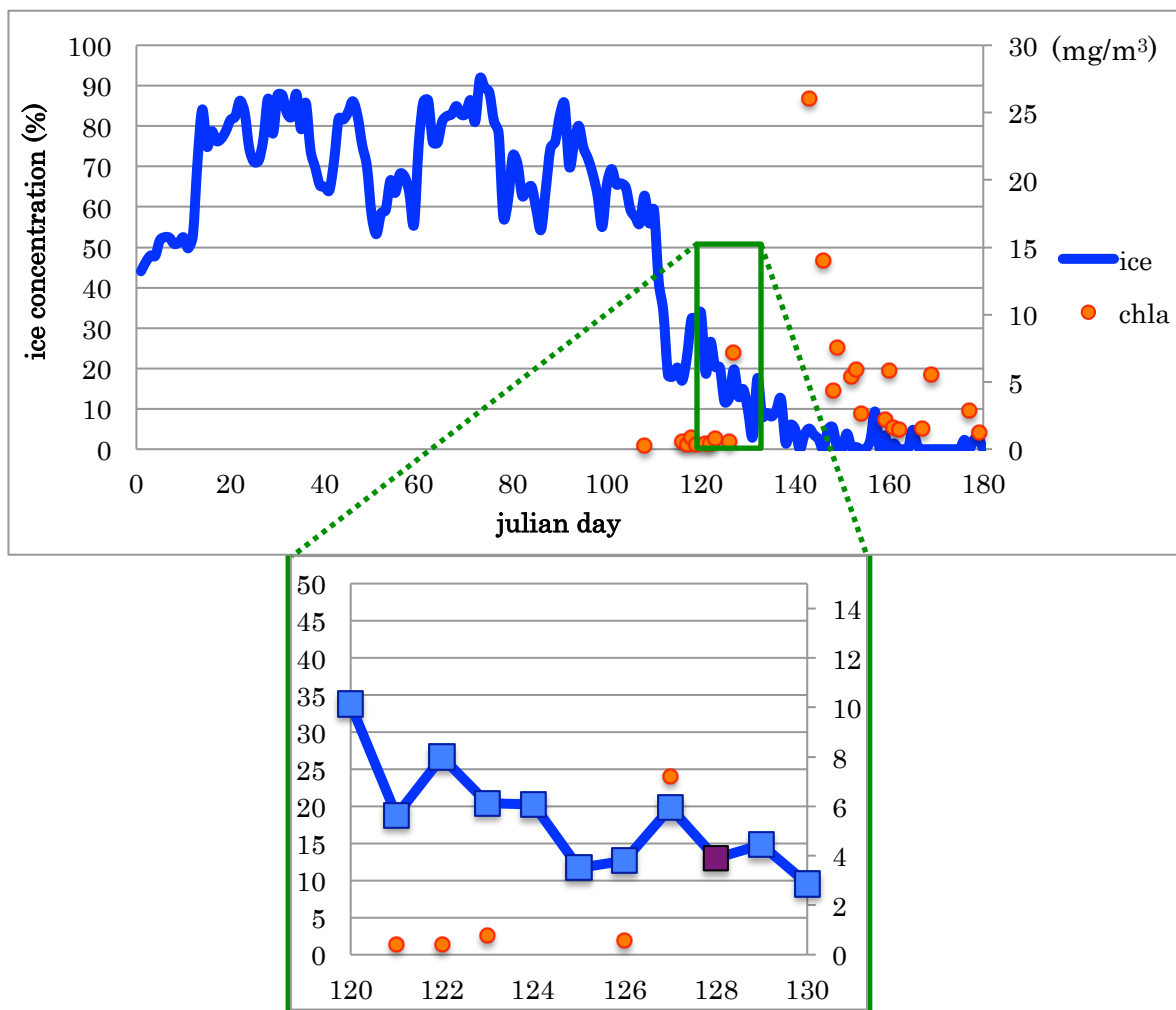 100 90 80 70 60 50 40 30 20 10 0
ice concentration (%)
30 25 20 15 10 5 0
(mg/m³)
0 20 40 60 80 100 120 140 160 180
julian day
ice
chla
50 45 40 35 30 25 20 15 10 5 0
14 12 10 8 6 4 2 0
120 122 124 126 128 130